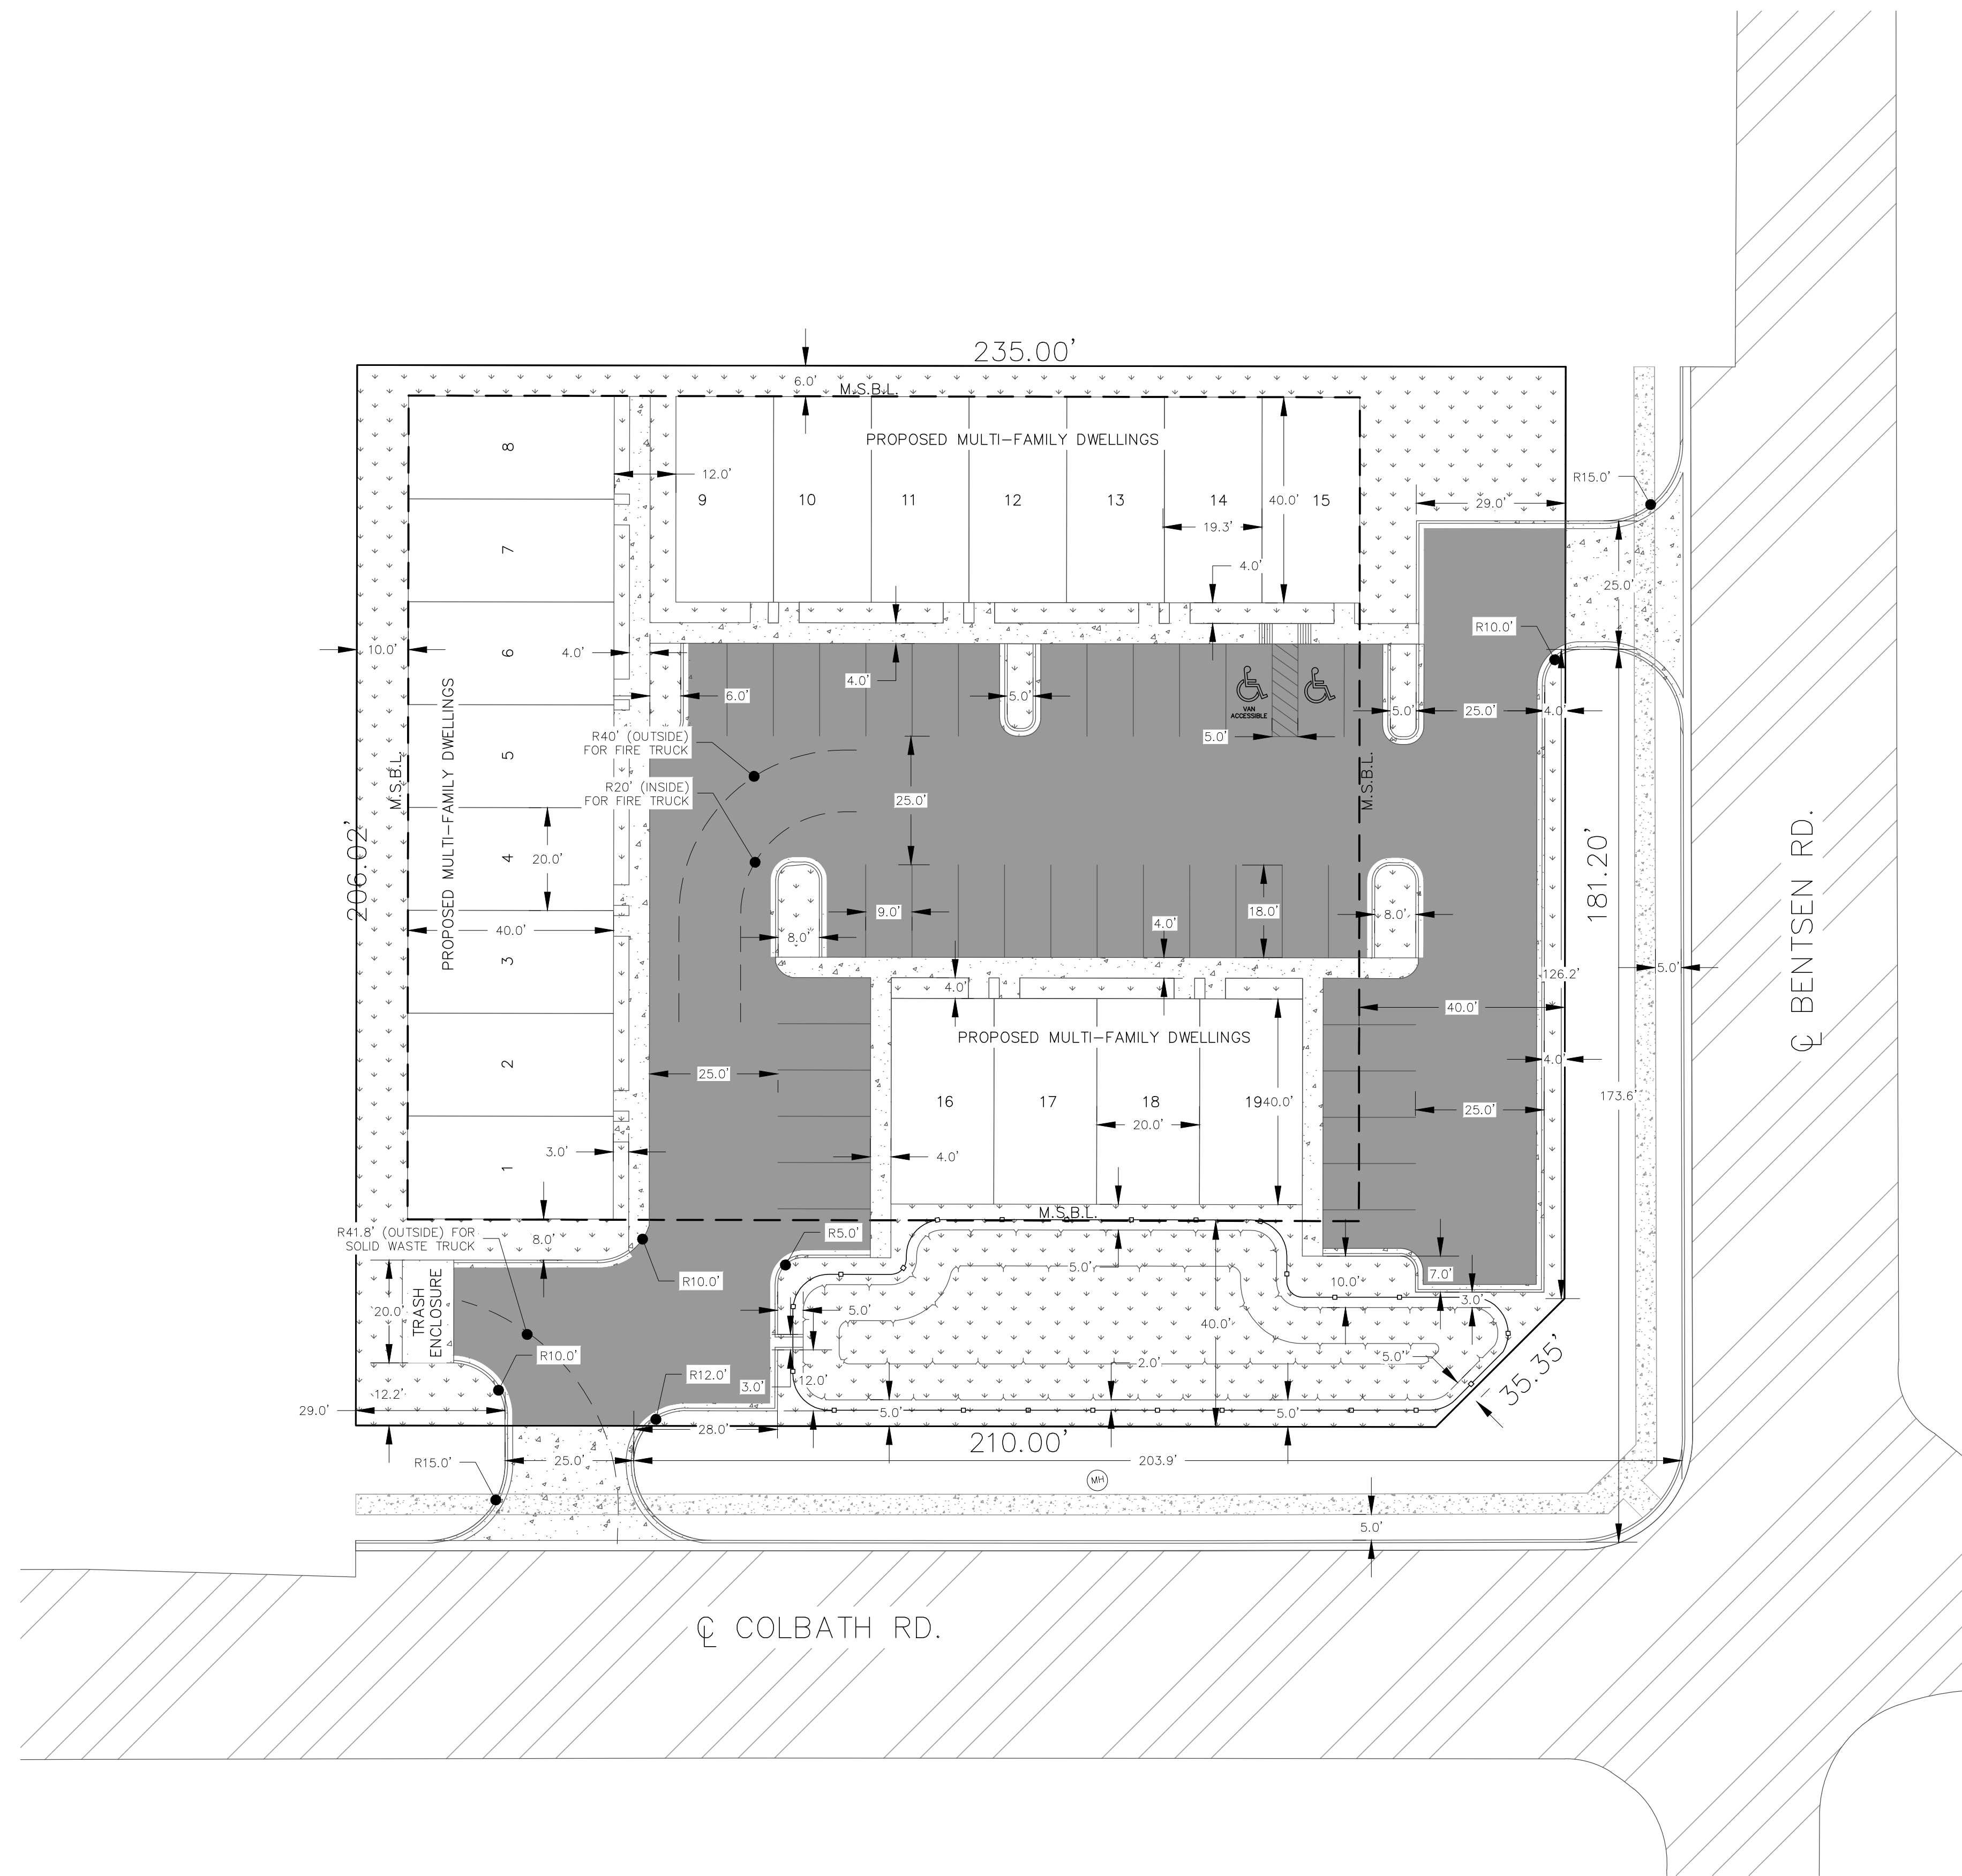 235.00'
6.0'
M.S.B.L.
PROPOSED MULTI-FAMILY DWELLINGS
8
12.0'
9
10
11
12
13
14
40.0'
15
R15.0'
29.0'
19.3'
7
4.0'
25.0'
R10.0'
10.0'
4.0'
6
4.0'
6.0'
5.0'
VAN
ACCESSIBLE
5.0'
5.0'
25.0'
4.0'
R40' (OUTSIDE)
FOR FIRE TRUCK
R20' (INSIDE)
FOR FIRE TRUCK
25.0'
M.S.B.L.
M.S.B.L.
PROPOSED MULTI-FAMILY DWELLINGS
5
206.02'
4
20.0'
181.20'
℄ BENTSEN RD.
9.0'
18.0'
8.0'
8.0'
4.0'
40.0'
3
126.2'
5.0'
4.0'
40.0'
PROPOSED MULTI-FAMILY DWELLINGS
2
25.0'
4.0'
173.6'
16
17
18
19
40.0'
25.0'
20.0'
3.0'
4.0'
1
M.S.B.L.
R41.8' (OUTSIDE) FOR
SOLID WASTE TRUCK
8.0'
R5.0'
R10.0'
5.0'
10.0'
7.0'
3.0'
20.0'
TRASH
ENCLOSURE
5.0'
40.0'
R10.0'
2.0'
5.0'
35.35'
12.2'
R12.0'
3.0'
12.0'
29.0'
5.0'
5.0'
28.0'
210.00'
R15.0'
25.0'
203.9'
MH
5.0'
℄ COLBATH RD.